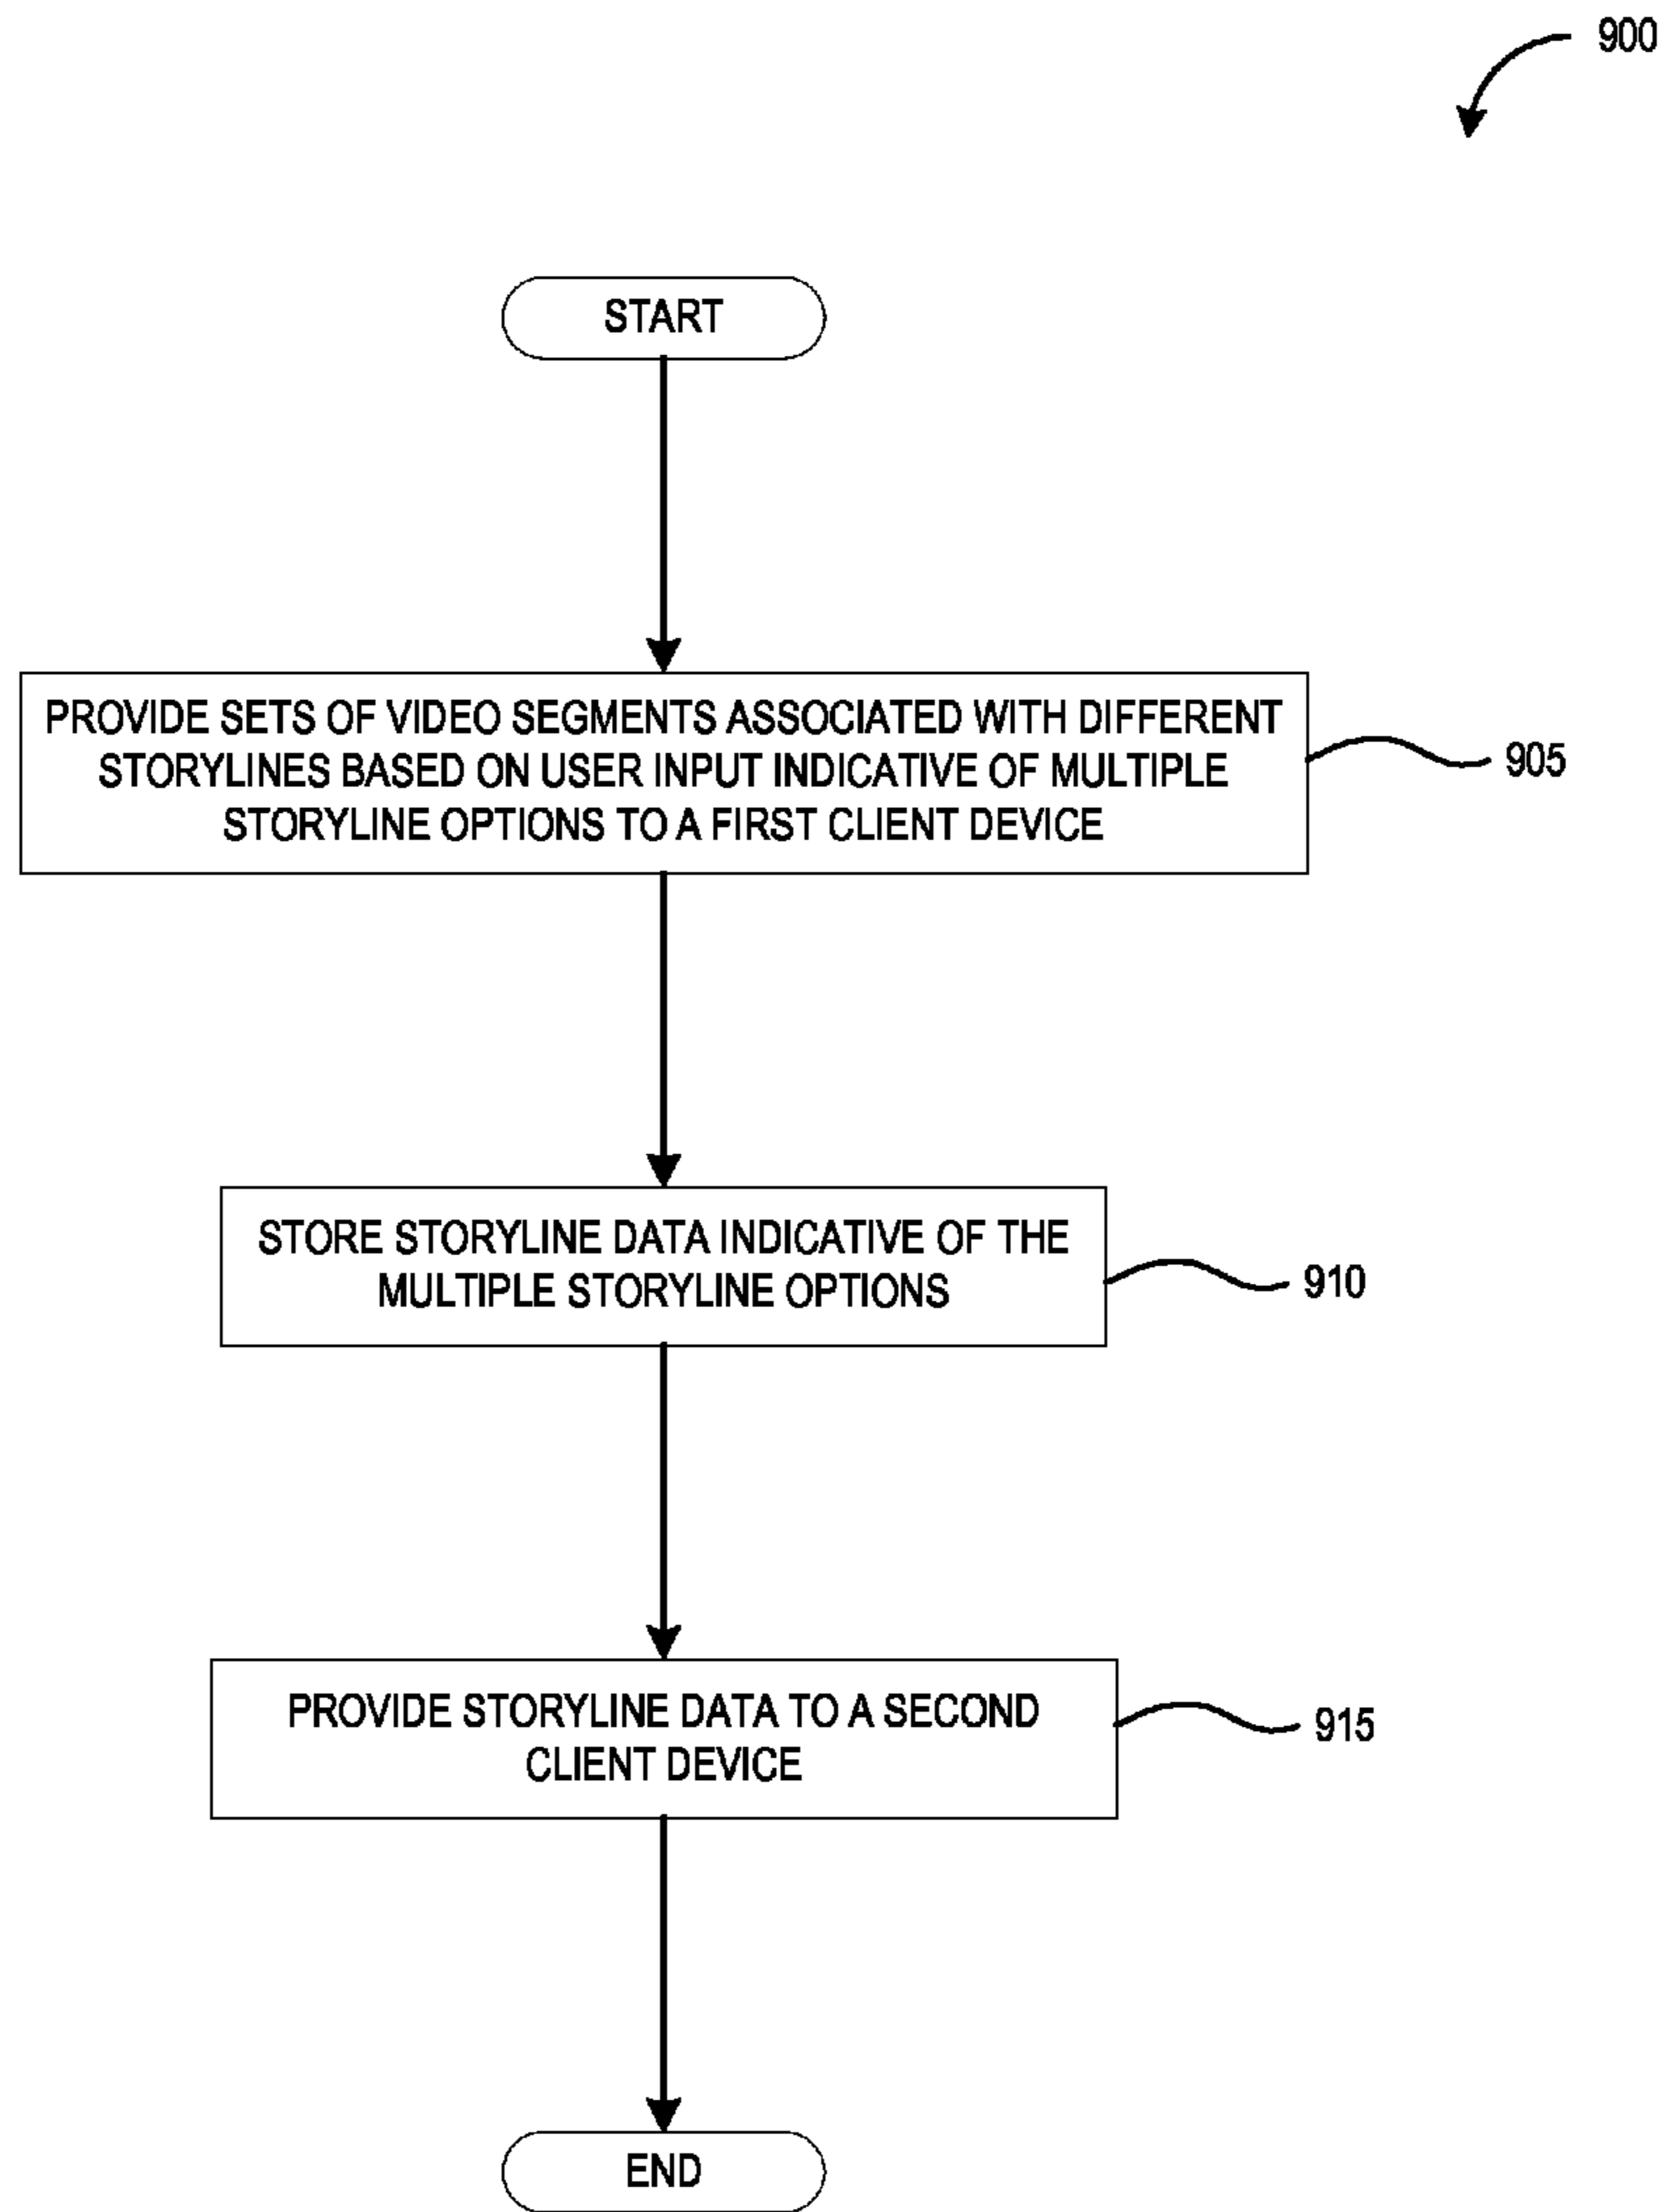 900
START
PROVIDE SETS OF VIDEO SEGMENTS ASSOCIATED WITH DIFFERENT
STORYLINES BASED ON USER INPUT INDICATIVE OF MULTIPLE
STORYLINE OPTIONS TO A FIRST CLIENT DEVICE
905
STORE STORYLINE DATA INDICATIVE OF THE
MULTIPLE STORYLINE OPTIONS
910
PROVIDE STORYLINE DATA TO A SECOND
CLIENT DEVICE
915
END